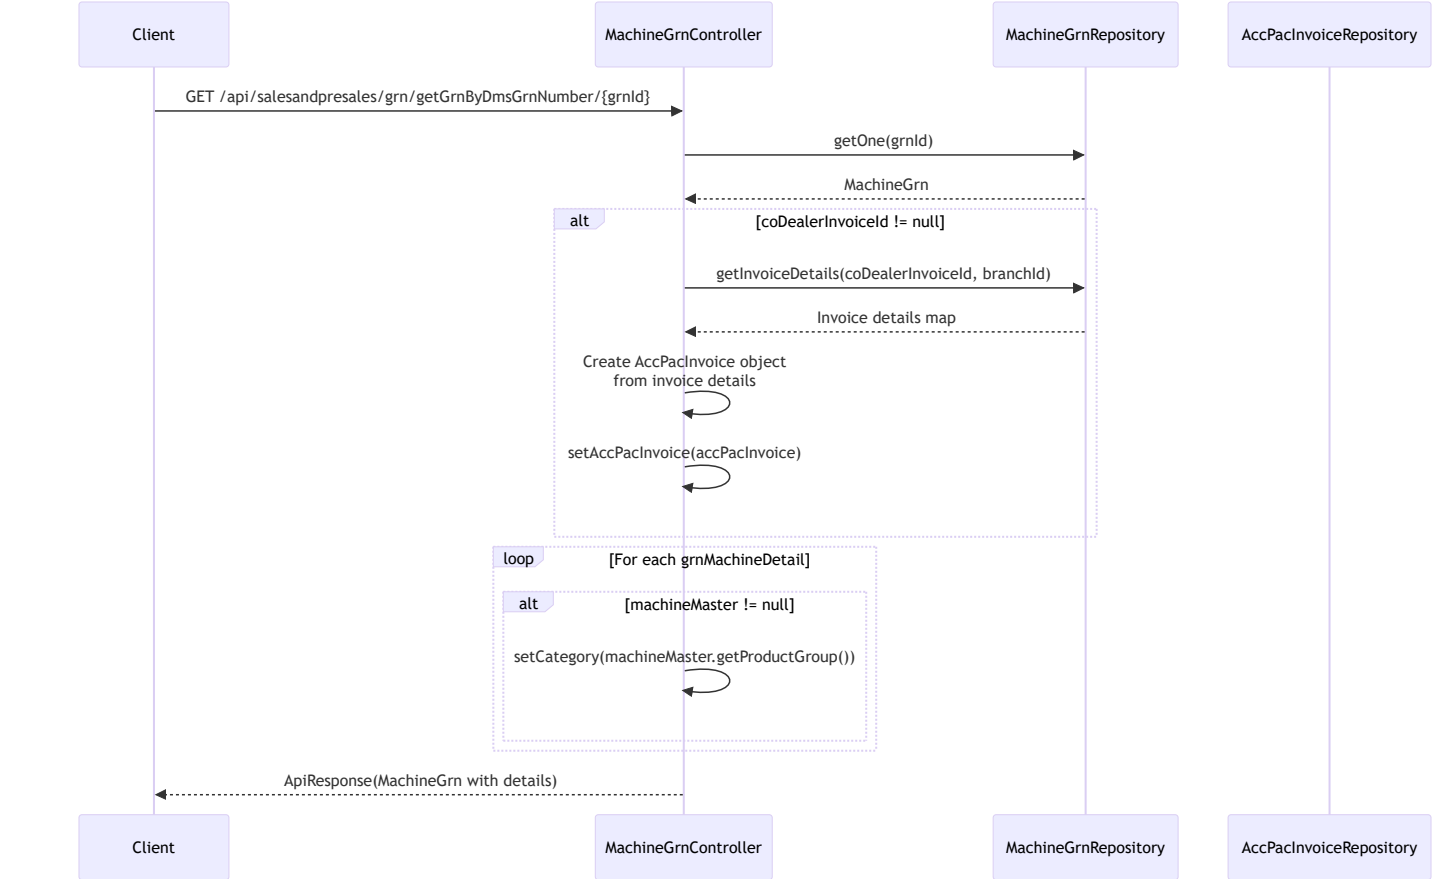 Client
MachineGrnController
MachineGrnRepository
AccPacInvoiceRepository
GET /api/salesandpresales/grn/getGrnByDmsGrnNumber/{grnId}
getOne(grnId)
MachineGrn
alt
[coDealerInvoiceId != null]
getInvoiceDetails(coDealerInvoiceId, branchId)
Invoice details map
Create AccPacInvoice object
from invoice details
setAccPacInvoice(accPacInvoice)
loop
[For each grnMachineDetail]
alt
[machineMaster != null]
setCategory(machineMaster.getProductGroup())
ApiResponse(MachineGrn with details)
Client
MachineGrnController
MachineGrnRepository
AccPacInvoiceRepository